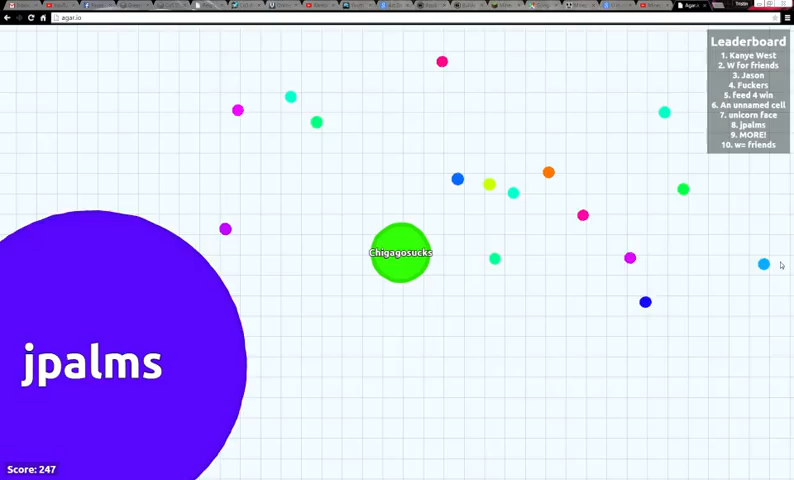 agar.io
Leaderboard
1. Kanye West
2. W for friends
3. Jason
4. Fuckers
5. feed 4 win
6. An unnamed cell
7. unicorn face
8. jpalms
9. MORE!
10. w= friends
Chigagosucks
jpalms
Score: 247